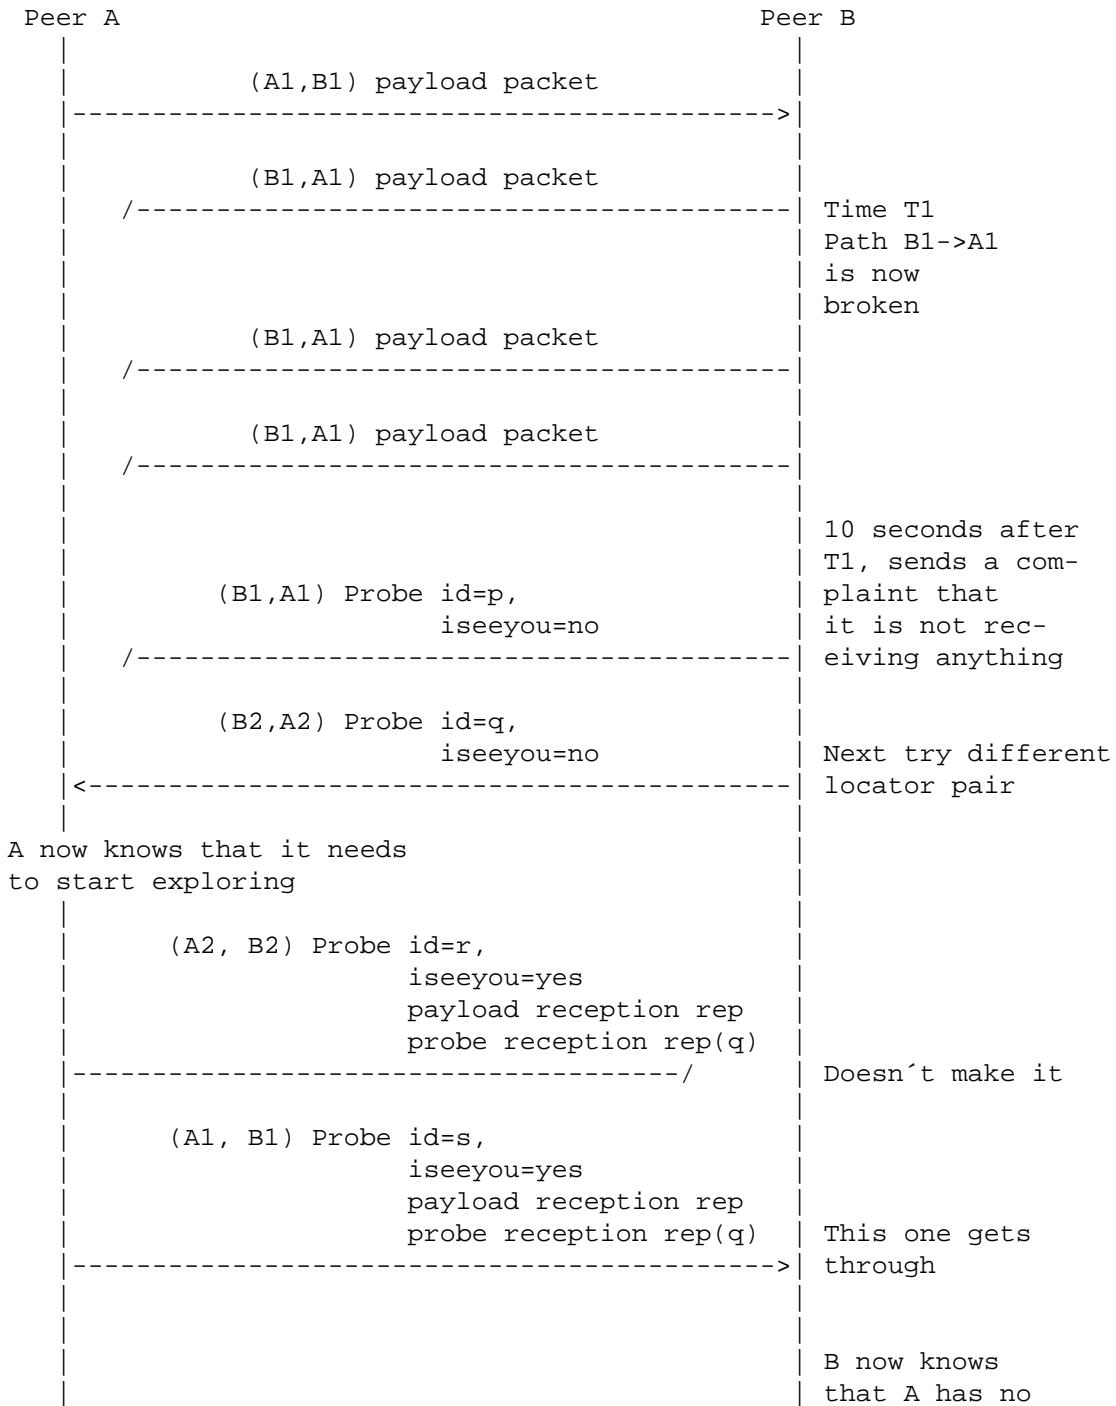 Peer A Peer B
(A1,B1) payload packet
(B1,A1) payload packet
Time T1
Path B1->A1
is now
broken
(B1,A1) payload packet
(B1,A1) payload packet
10 seconds after
T1, sends a com-
(B1,A1) Probe id=p, plaint that
iseeyou=no it is not rec-
eiving anything
(B2,A2) Probe id=q,
iseeyou=no Next try different
locator pair
A now knows that it needs
to start exploring
(A2, B2) Probe id=r,
iseeyou=yes
payload reception rep
probe reception rep(q)
Doesn´t make it
(A1, B1) Probe id=s,
iseeyou=yes
payload reception rep
probe reception rep(q) This one gets
through
B now knows
that A has no